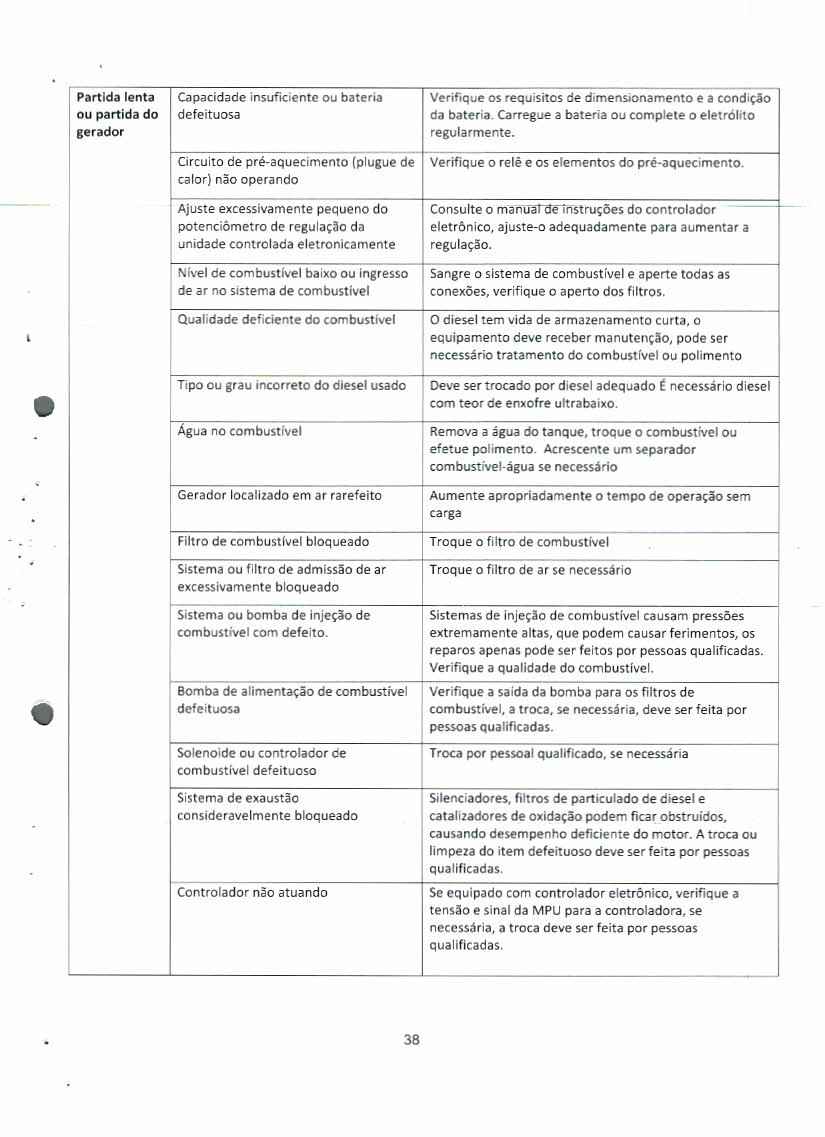 Partida lenta
ou partida do
gerador
Capacidade insuficiente ou bateria
defeituosa
Verifique os requisitos de dimensionamento e a condição
da bateria. Carregue a bateria ou complete o eletrólito
regularmente.
Circuito de pré-aquecimento (plugue de
calor) não operando
Verifique o relê e os elementos do pré-aquecimento.
Ajuste excessivamente pequeno do
potenciômetro de regulação da
unidade controlada eletronicamente
Consulte o manual de instruções do controlador
eletrônico, ajuste-o adequadamente para aumentar a
regulação.
Nível de combustível baixo ou ingresso
de ar no sistema de combustível
Sangre o sistema de combustível e aperte todas as
conexões, verifique o aperto dos filtros.
Qualidade deficiente do combustível
O diesel tem vida de armazenamento curta, o
equipamento deve receber manutenção, pode ser
necessário tratamento do combustível ou polimento
Tipo ou grau incorreto do diesel usado
Deve ser trocado por diesel adequado É necessário diesel
com teor de enxofre ultrabaixo.
Água no combustível
Remova a água do tanque, troque o combustível ou
efetue polimento. Acrescente um separador
combustível-água se necessário
Gerador localizado em ar rarefeito
Aumente apropriadamente o tempo de operação sem
carga
Filtro de combustível bloqueado
Troque o filtro de combustível
Sistema ou filtro de admissão de ar
excessivamente bloqueado
Troque o filtro de ar se necessário
Sistema ou bomba de injeção de
combustível com defeito.
Sistemas de injeção de combustível causam pressões
extremamente altas, que podem causar ferimentos, os
reparos apenas pode ser feitos por pessoas qualificadas.
Verifique a qualidade do combustível.
Bomba de alimentação de combustível
defeituosa
Verifique a saída da bomba para os filtros de
combustível, a troca, se necessária, deve ser feita por
pessoas qualificadas.
Solenoide ou controlador de
combustível defeituoso
Troca por pessoal qualificado, se necessária
Sistema de exaustão
consideravelmente bloqueado
Silenciadores, filtros de particulado de diesel e
catalizadores de oxidação podem ficar obstruídos,
causando desempenho deficiente do motor. A troca ou
limpeza do item defeituoso deve ser feita por pessoas
qualificadas.
Controlador não atuando
Se equipado com controlador eletrônico, verifique a
tensão e sinal da MPU para a controladora, se
necessária, a troca deve ser feita por pessoas
qualificadas.
38